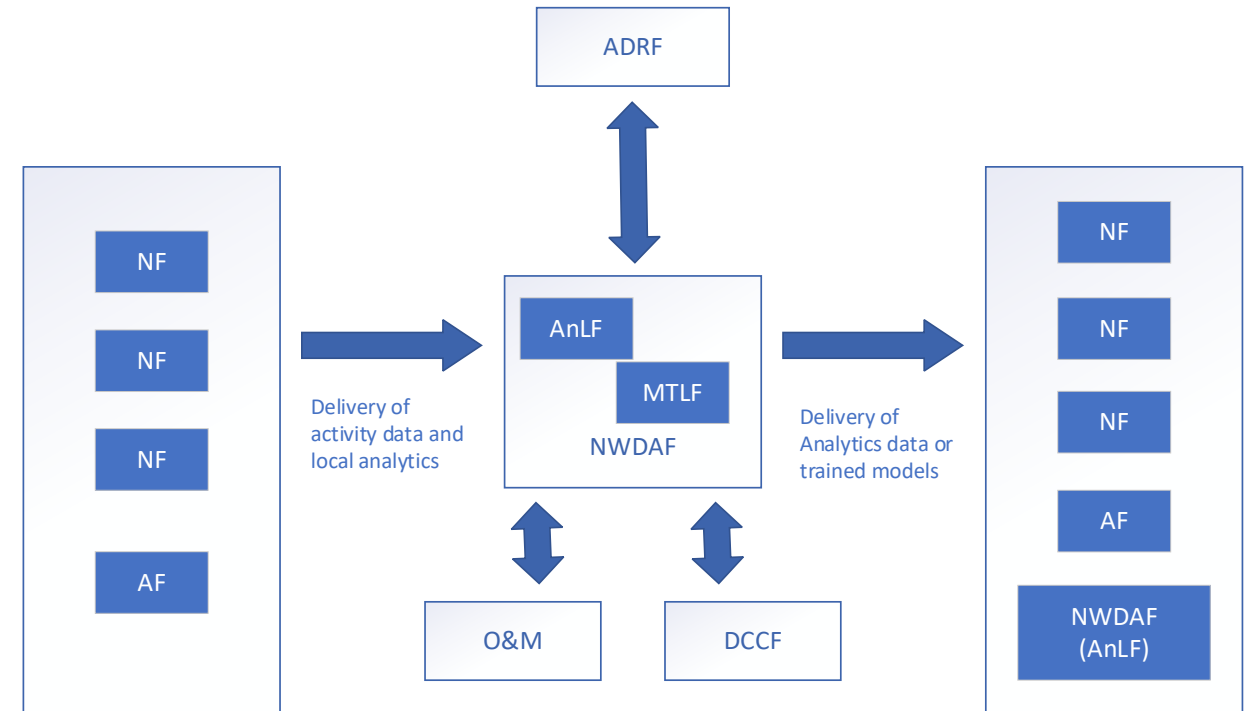 ADRF
NF
NF
NF
AF
Delivery of
activity data and
local analytics
AnLF
MTLF
NWDAF
Delivery of
Analytics data or
trained models
O&M
DCCF
NF
NF
NF
AF
NWDAF
(AnLF)